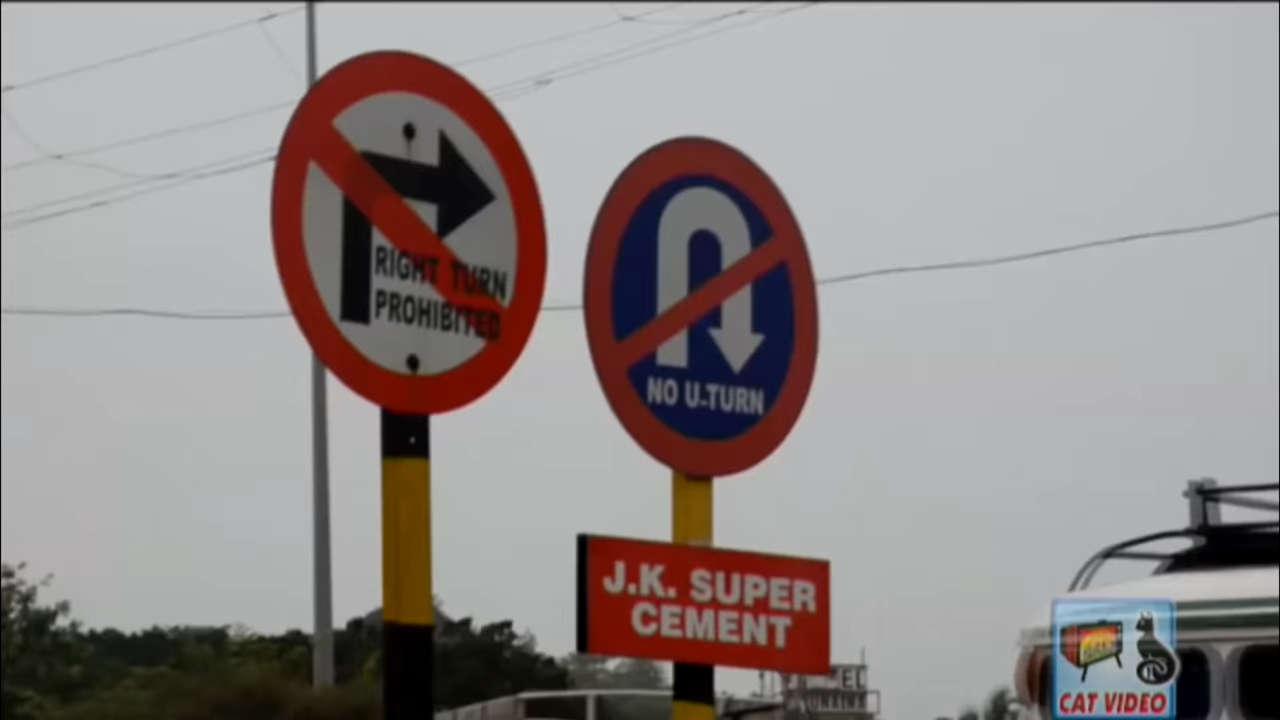 RIGHT TURN
PROHIBITED
NO U-TURN
J.K. SUPER
CEMENT
CAT VIDEO